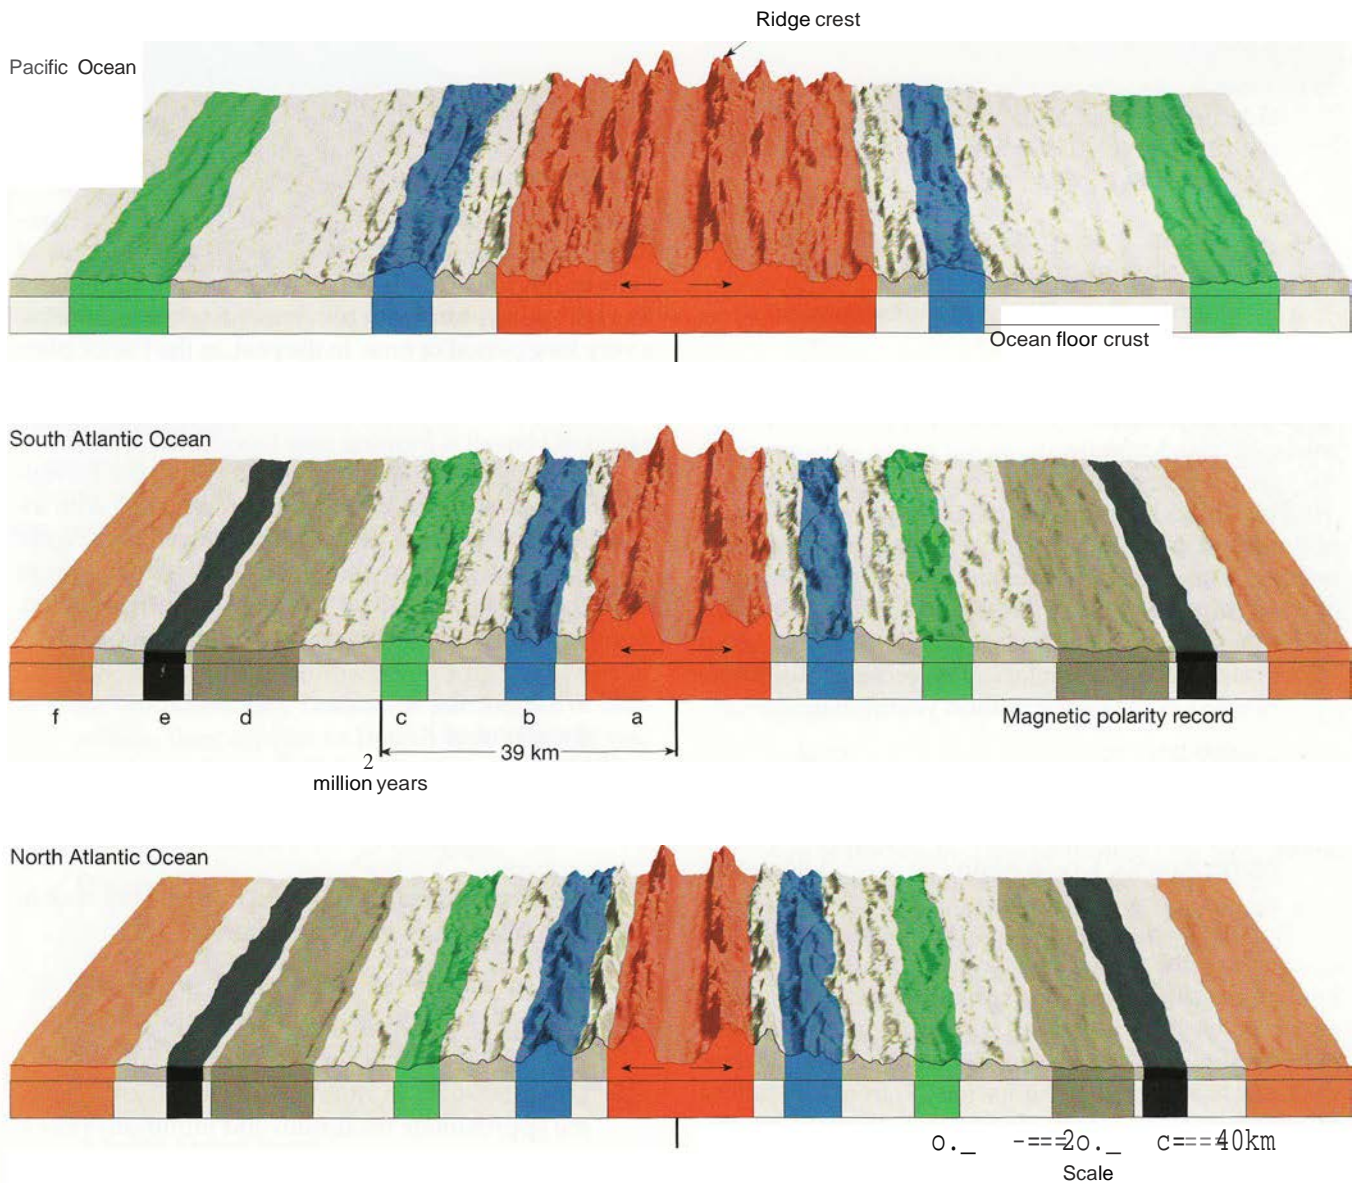 Ridge crest
Pacific Ocean
Ocean floor crust
South Atlantic Ocean
f e d c b a Magnetic polarity record
39 km
2
million years
North Atlantic Ocean
o._ -===2o._ c====40km
Scale